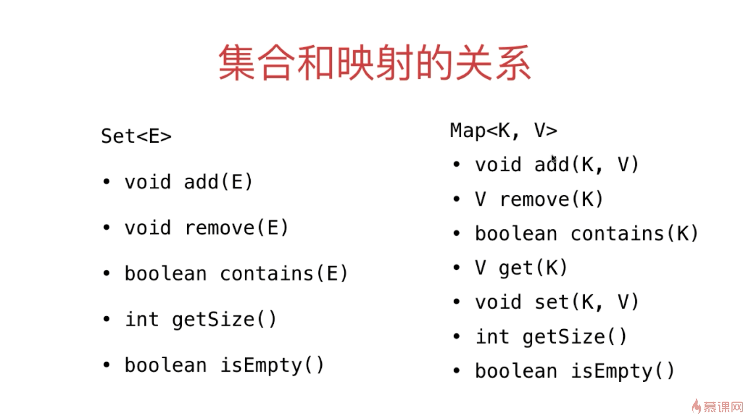 集合和映射的关系
Set<E>
• void add(E)
• void remove(E)
• boolean contains(E)
• int getSize()
• boolean isEmpty()
Map<K, V>
• void add(K, V)
• V remove(K)
• boolean contains(K)
• V get(K)
• void set(K, V)
• int getSize()
• boolean isEmpty()
慕课网